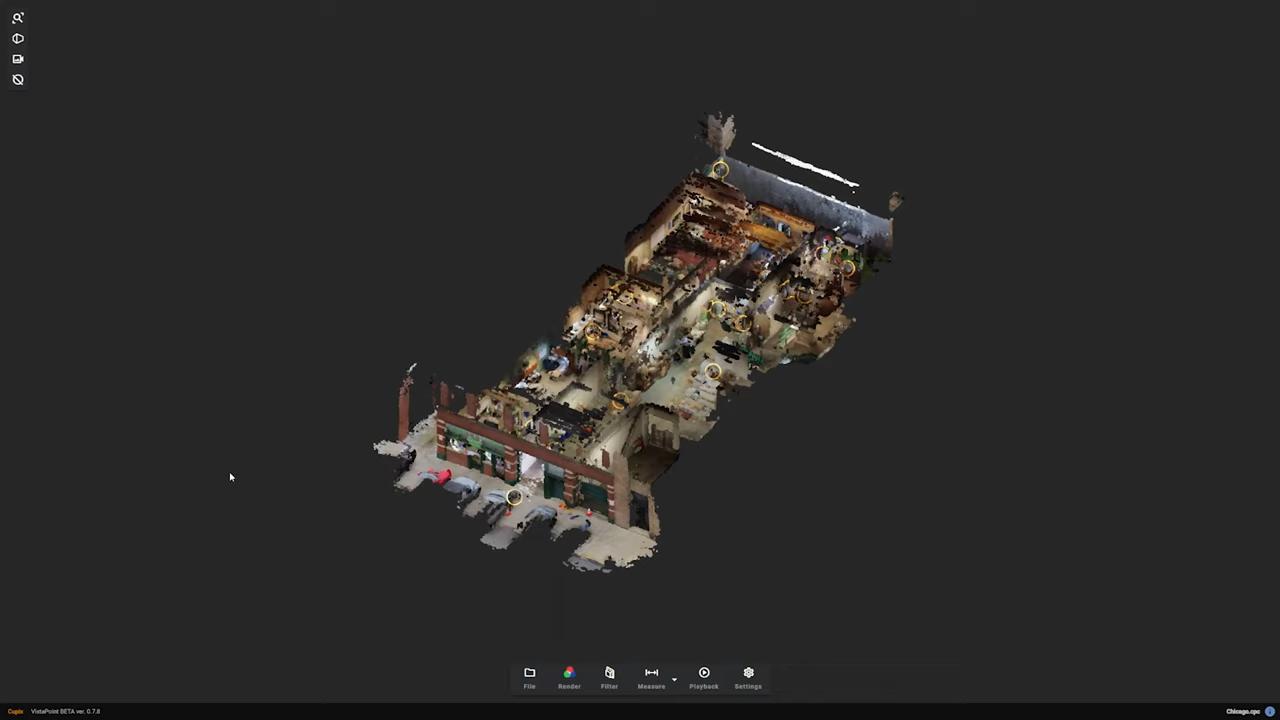 File
Render
Filter
Measure
Playback
Settings
Cupix
VistaPoint BETA ver. 0.7.8
Chicago.cpc